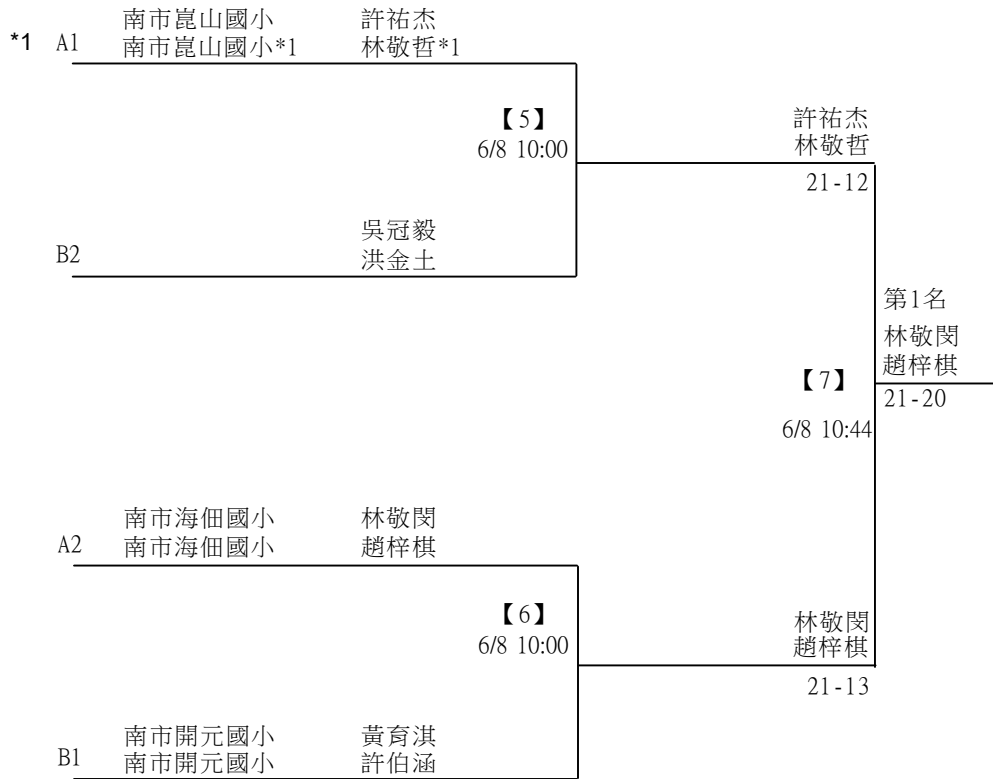 南市崑山國小 許祐杰
*1 A1 南市崑山國小*1 林敬哲*1
【5】
6/8 10:00
許祐杰
林敬哲
21-12
吳冠毅
B2 洪金土
第1名
林敬閔
趙梓棋
【7】
21-20
6/8 10:44
南市海佃國小 林敬閔
A2 南市海佃國小 趙梓棋
【6】
6/8 10:00
林敬閔
趙梓棋
21-13
南市開元國小 黃育淇
B1 南市開元國小 許伯涵